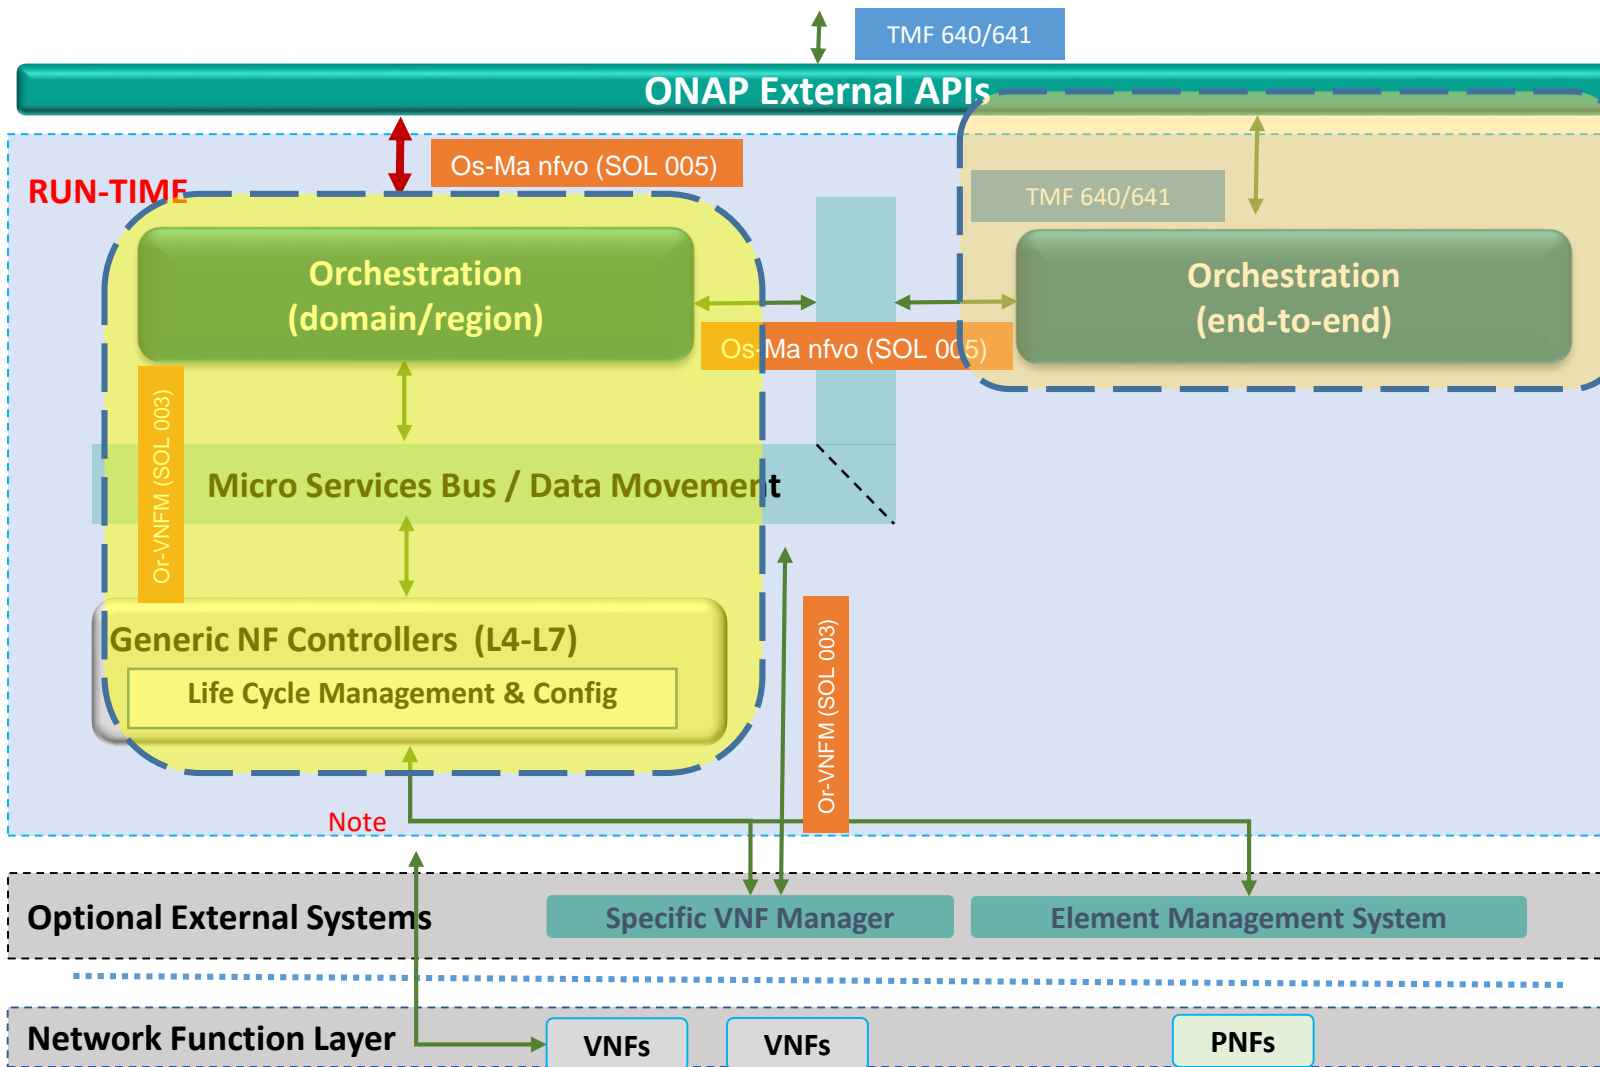 TMF 640/641
ONAP External APIs
Os-Ma nfvo (SOL 005)
RUN-TIME
TMF 640/641
Orchestration
(domain/region)
Orchestration
(end-to-end)
Os-Ma nfvo (SOL 005)
Or-VNFM (SOL 003)
Micro Services Bus / Data Movement
Generic NF Controllers (L4-L7)
Life Cycle Management & Config
Or-VNFM (SOL 003)
Note
Optional External Systems
Specific VNF Manager
Element Management System
Network Function Layer
VNFs
VNFs
PNFs